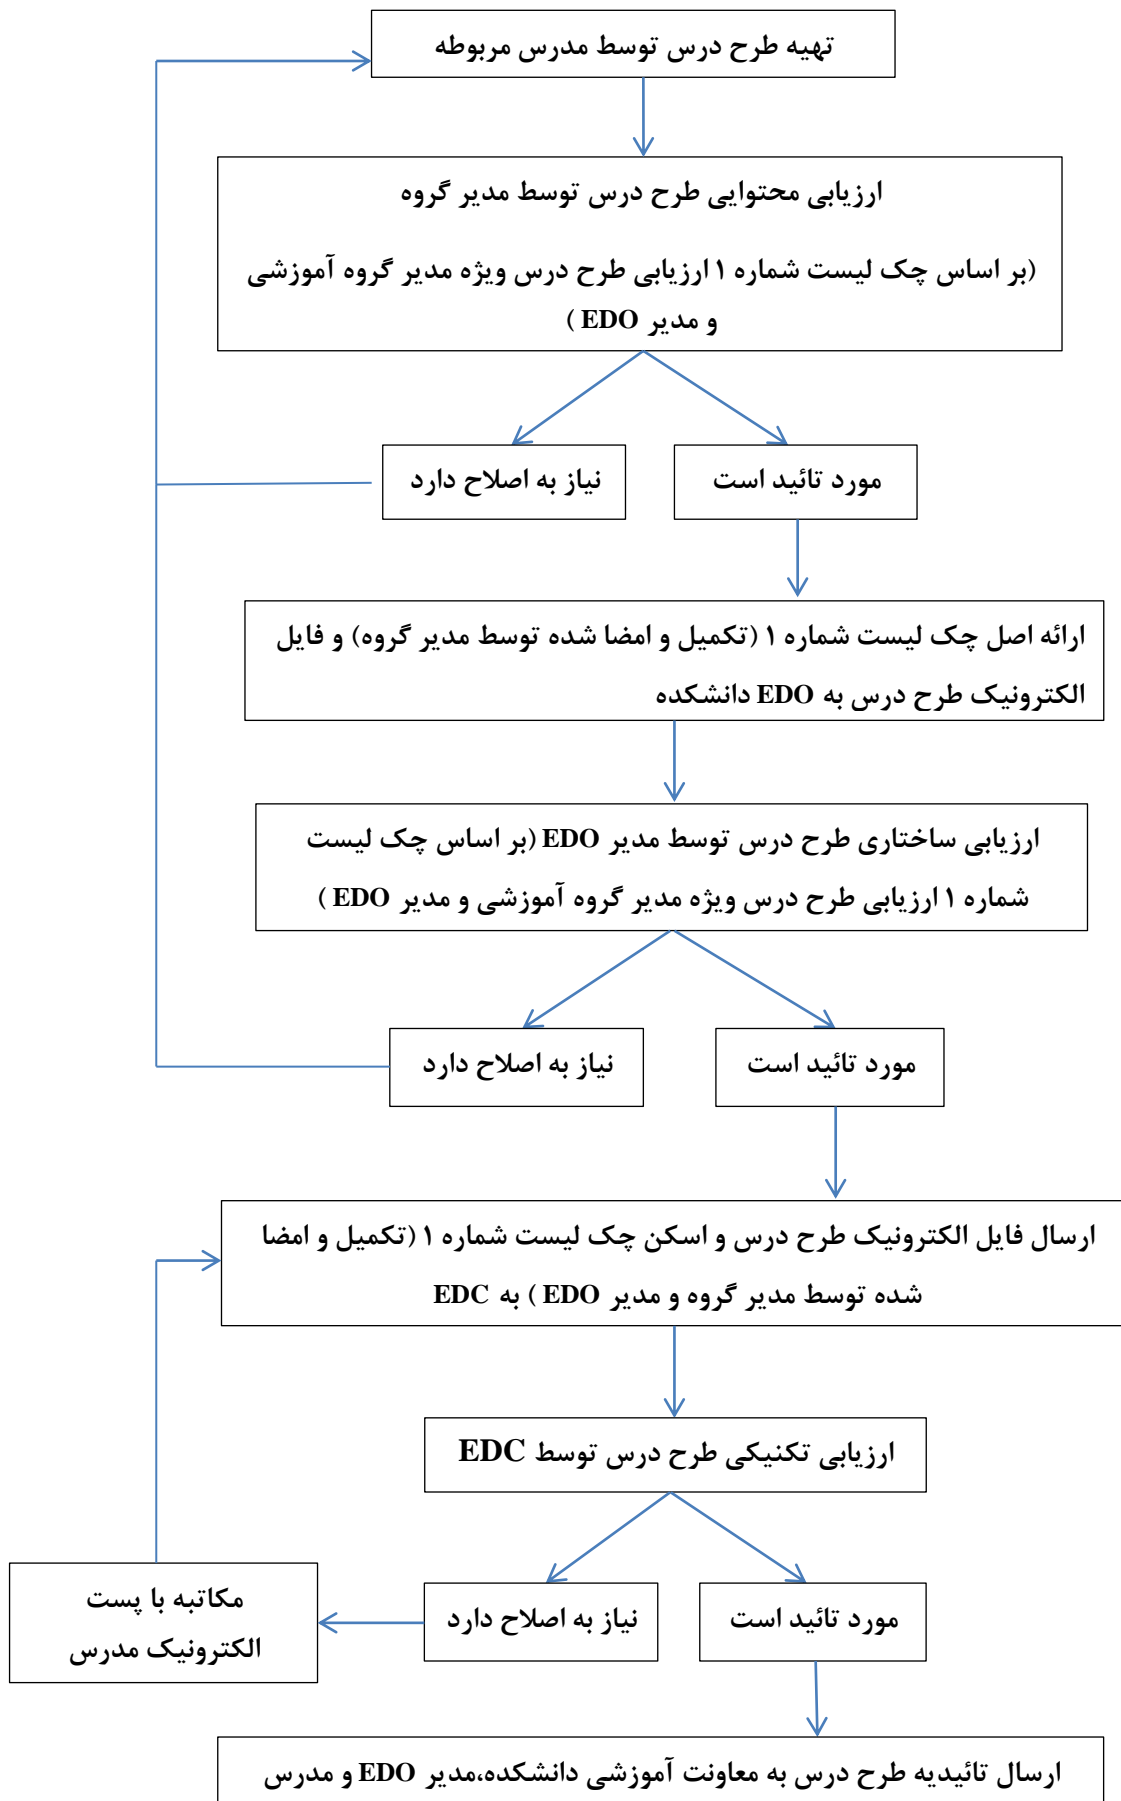 تهیه طرح درس توسط مدرس مربوطه
ارزیابی محتوایی طرح درس توسط مدیر گروه
(بر اساس چک لیست شماره ۱ ارزیابی طرح درس ویژه مدیر گروه آموزشی
و مدیر EDO )
مورد تائید است
نیاز به اصلاح دارد
ارائه اصل چک لیست شماره ۱ (تکمیل و امضا شده توسط مدیر گروه) و فایل
الکترونیک طرح درس به EDO دانشکده
ارزیابی ساختاری طرح درس توسط مدیر EDO (بر اساس چک لیست
شماره ۱ ارزیابی طرح درس ویژه مدیر گروه آموزشی و مدیر EDO )
مورد تائید است
نیاز به اصلاح دارد
ارسال فایل الکترونیک طرح درس و اسکن چک لیست شماره ۱ (تکمیل و امضا
شده توسط مدیر گروه و مدیر EDO ) به EDC
ارزیابی تکنیکی طرح درس توسط EDC
مورد تائید است
نیاز به اصلاح دارد
مکاتبه با پست
الکترونیک مدرس
ارسال تائیدیه طرح درس به معاونت آموزشی دانشکده،مدیر EDO و مدرس